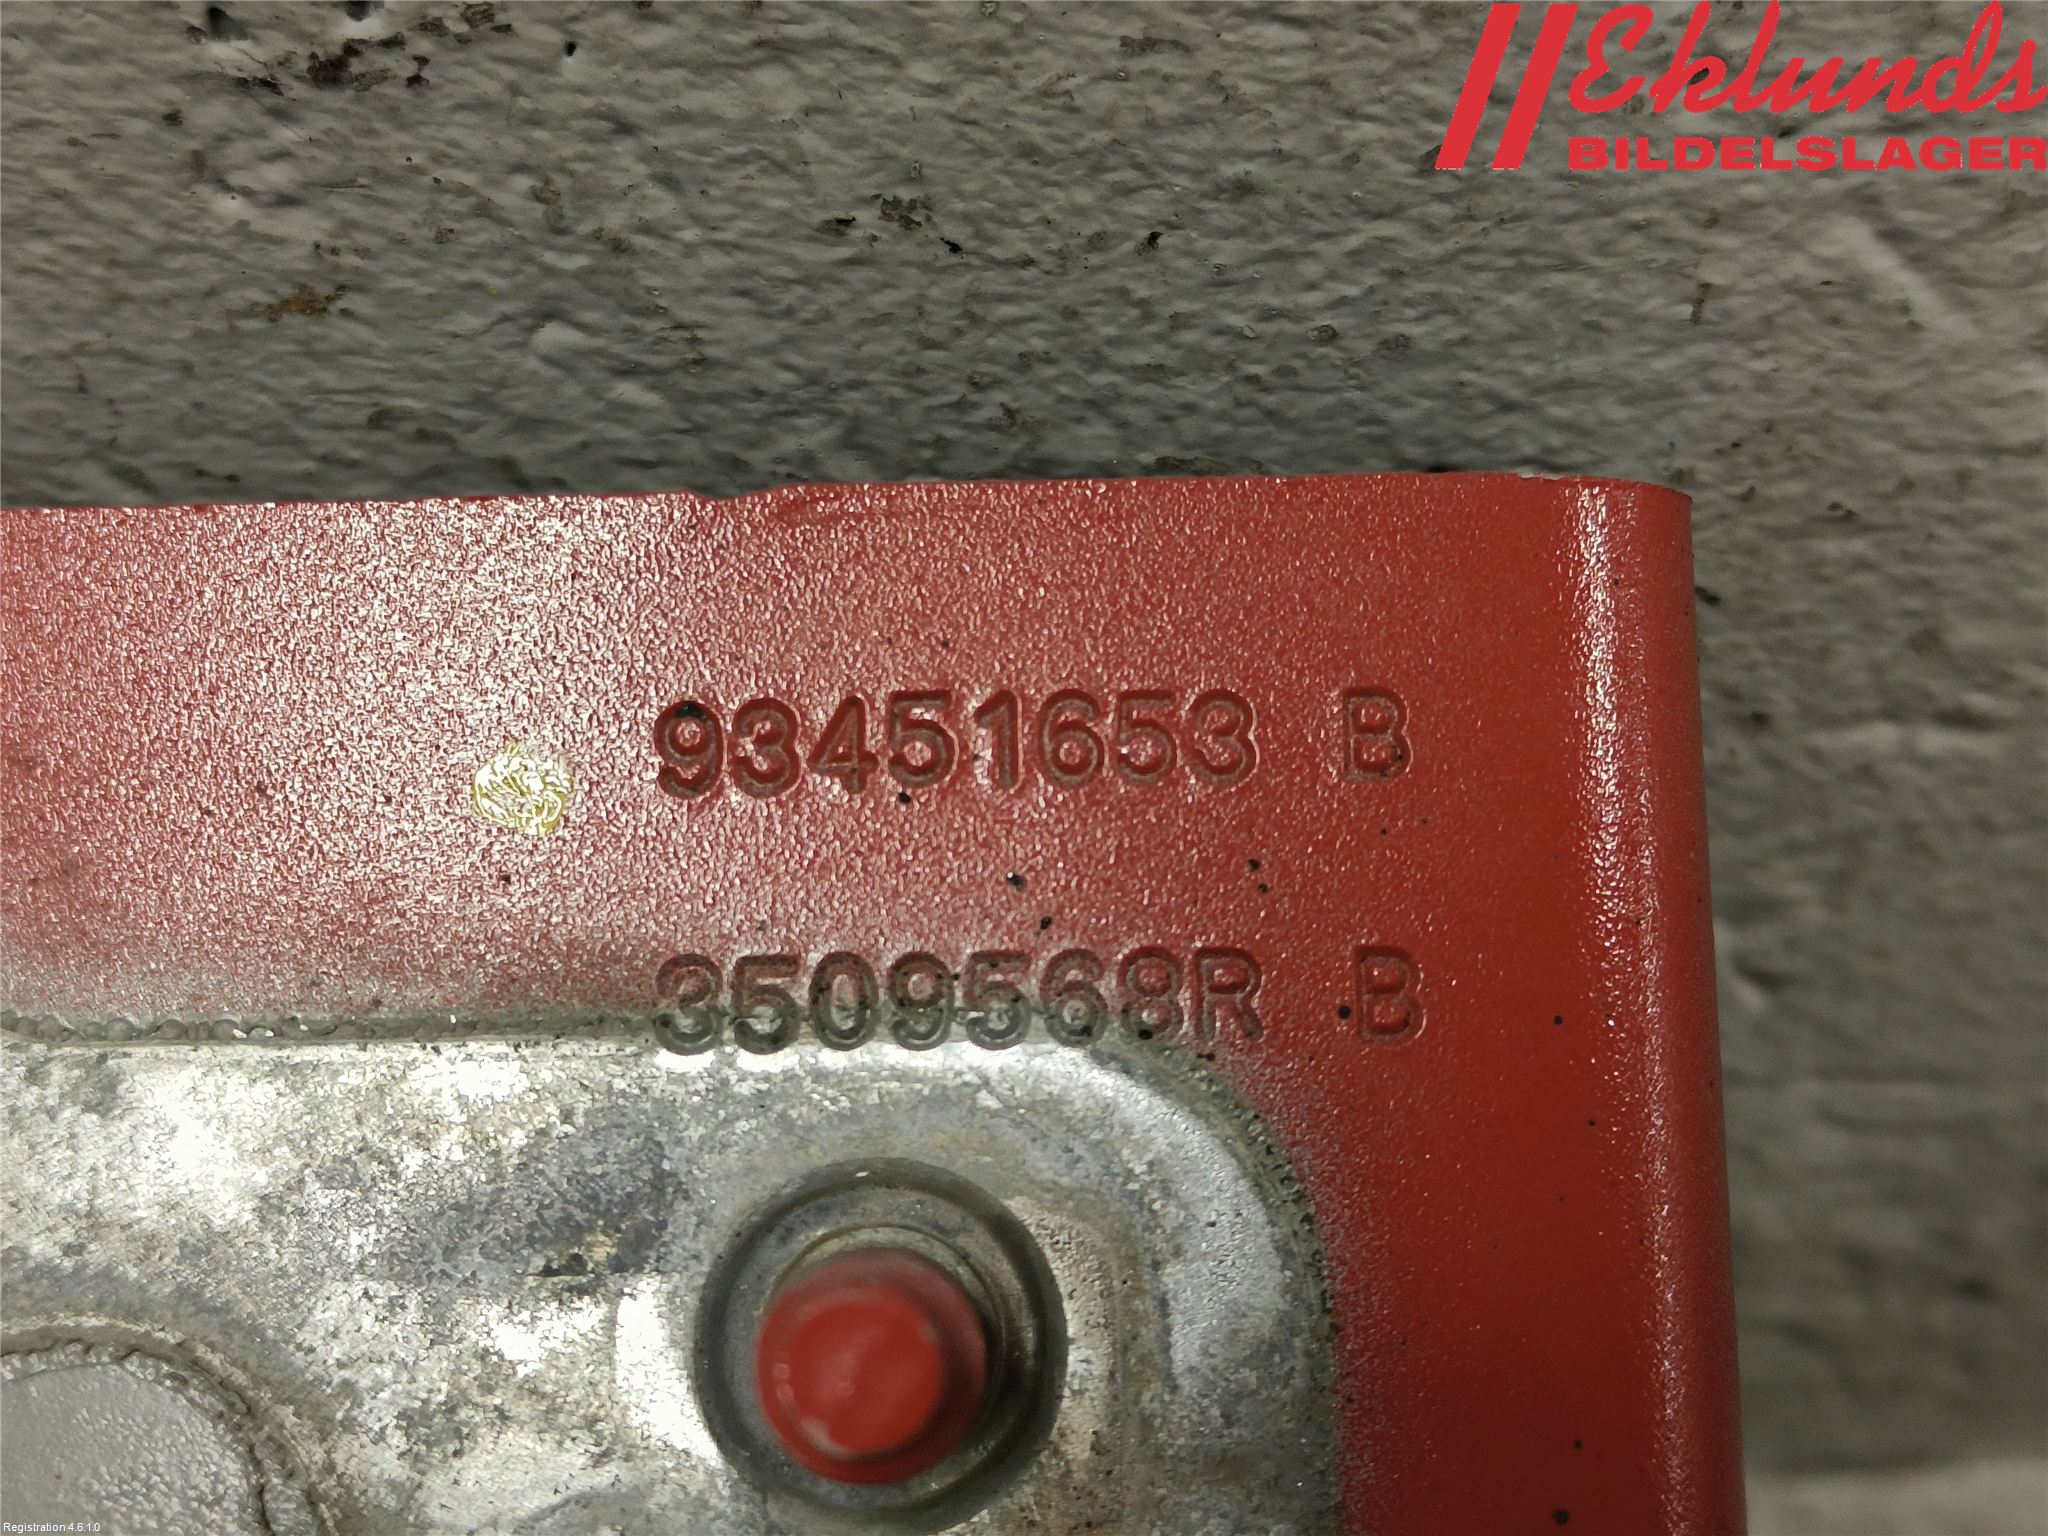 Eklunds
BILDELSLAGER
93451653 B
3509568R B
Registration 4.6.1.0